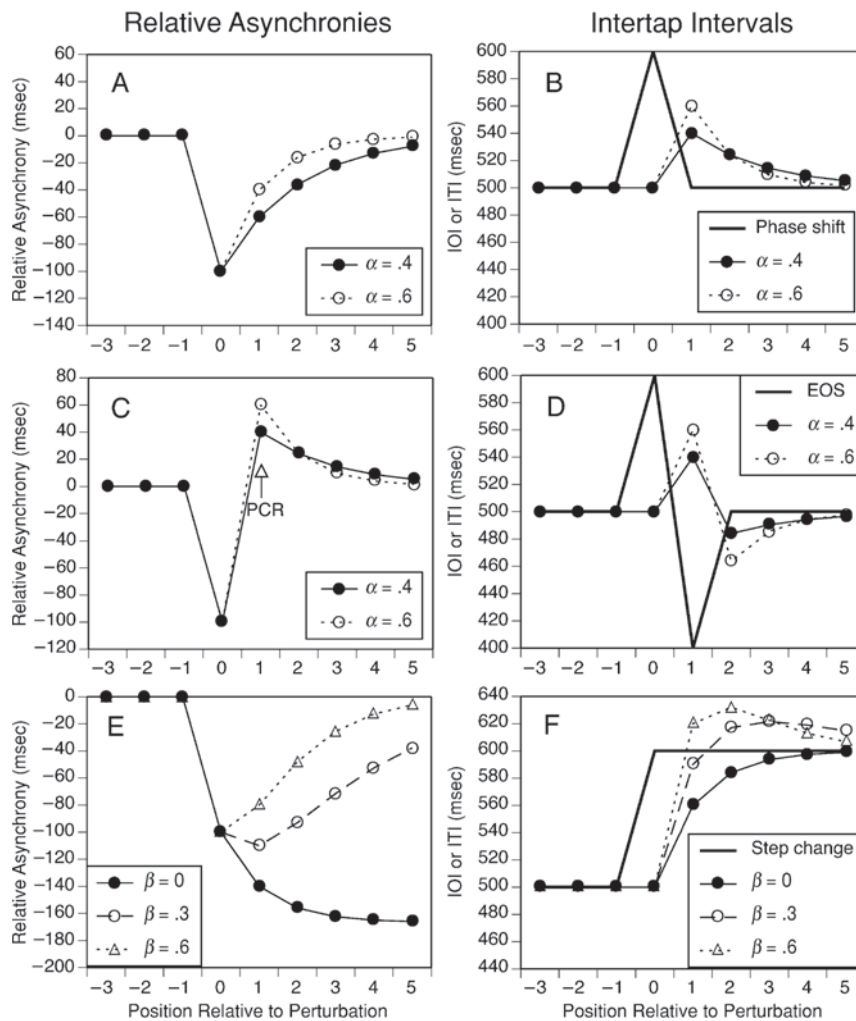 Relative Asynchronies
Intertap Intervals
A
Relative Asynchrony (msec)
60
40
20
0
−20
−40
−60
−80
−100
−120
−140
−3 −2 −1 0 1 2 3 4 5
α = .4
α = .6
B
IOI or ITI (msec)
600
580
560
540
520
500
480
460
440
420
400
−3 −2 −1 0 1 2 3 4 5
Phase shift
α = .4
α = .6
C
Relative Asynchrony (msec)
80
60
40
20
0
−20
−40
−60
−80
−100
−120
−3 −2 −1 0 1 2 3 4 5
PCR
α = .4
α = .6
D
IOI or ITI (msec)
600
580
560
540
520
500
480
460
440
420
400
−3 −2 −1 0 1 2 3 4 5
EOS
α = .4
α = .6
E
Relative Asynchrony (msec)
0
−20
−40
−60
−80
−100
−120
−140
−160
−180
−200
−3 −2 −1 0 1 2 3 4 5
β = 0
β = .3
β = .6
Position Relative to Perturbation
F
IOI or ITI (msec)
640
620
600
580
560
540
520
500
480
460
440
−3 −2 −1 0 1 2 3 4 5
Step change
β = 0
β = .3
β = .6
Position Relative to Perturbation